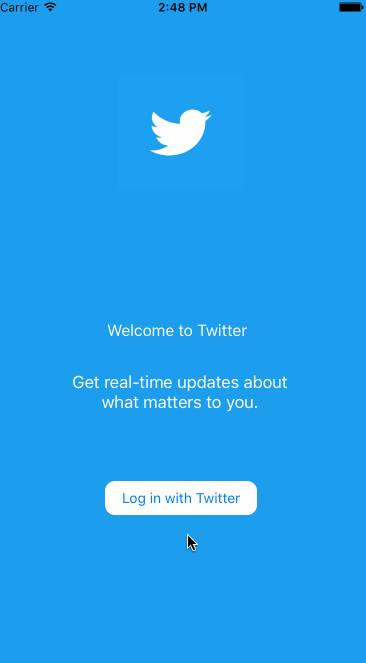 Carrier 2:48 PM
Welcome to Twitter
Get real-time updates about
what matters to you.
Log in with Twitter